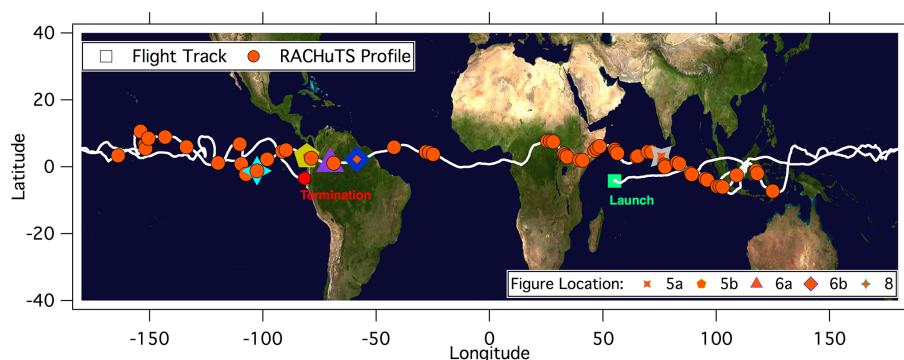 40
20
0
-20
-40
Latitude
Flight Track
RACHuTS Profile
Termination
Launch
Figure Location: 5a 5b 6a 6b 8
-150 -100 -50 0 50 100 150
Longitude